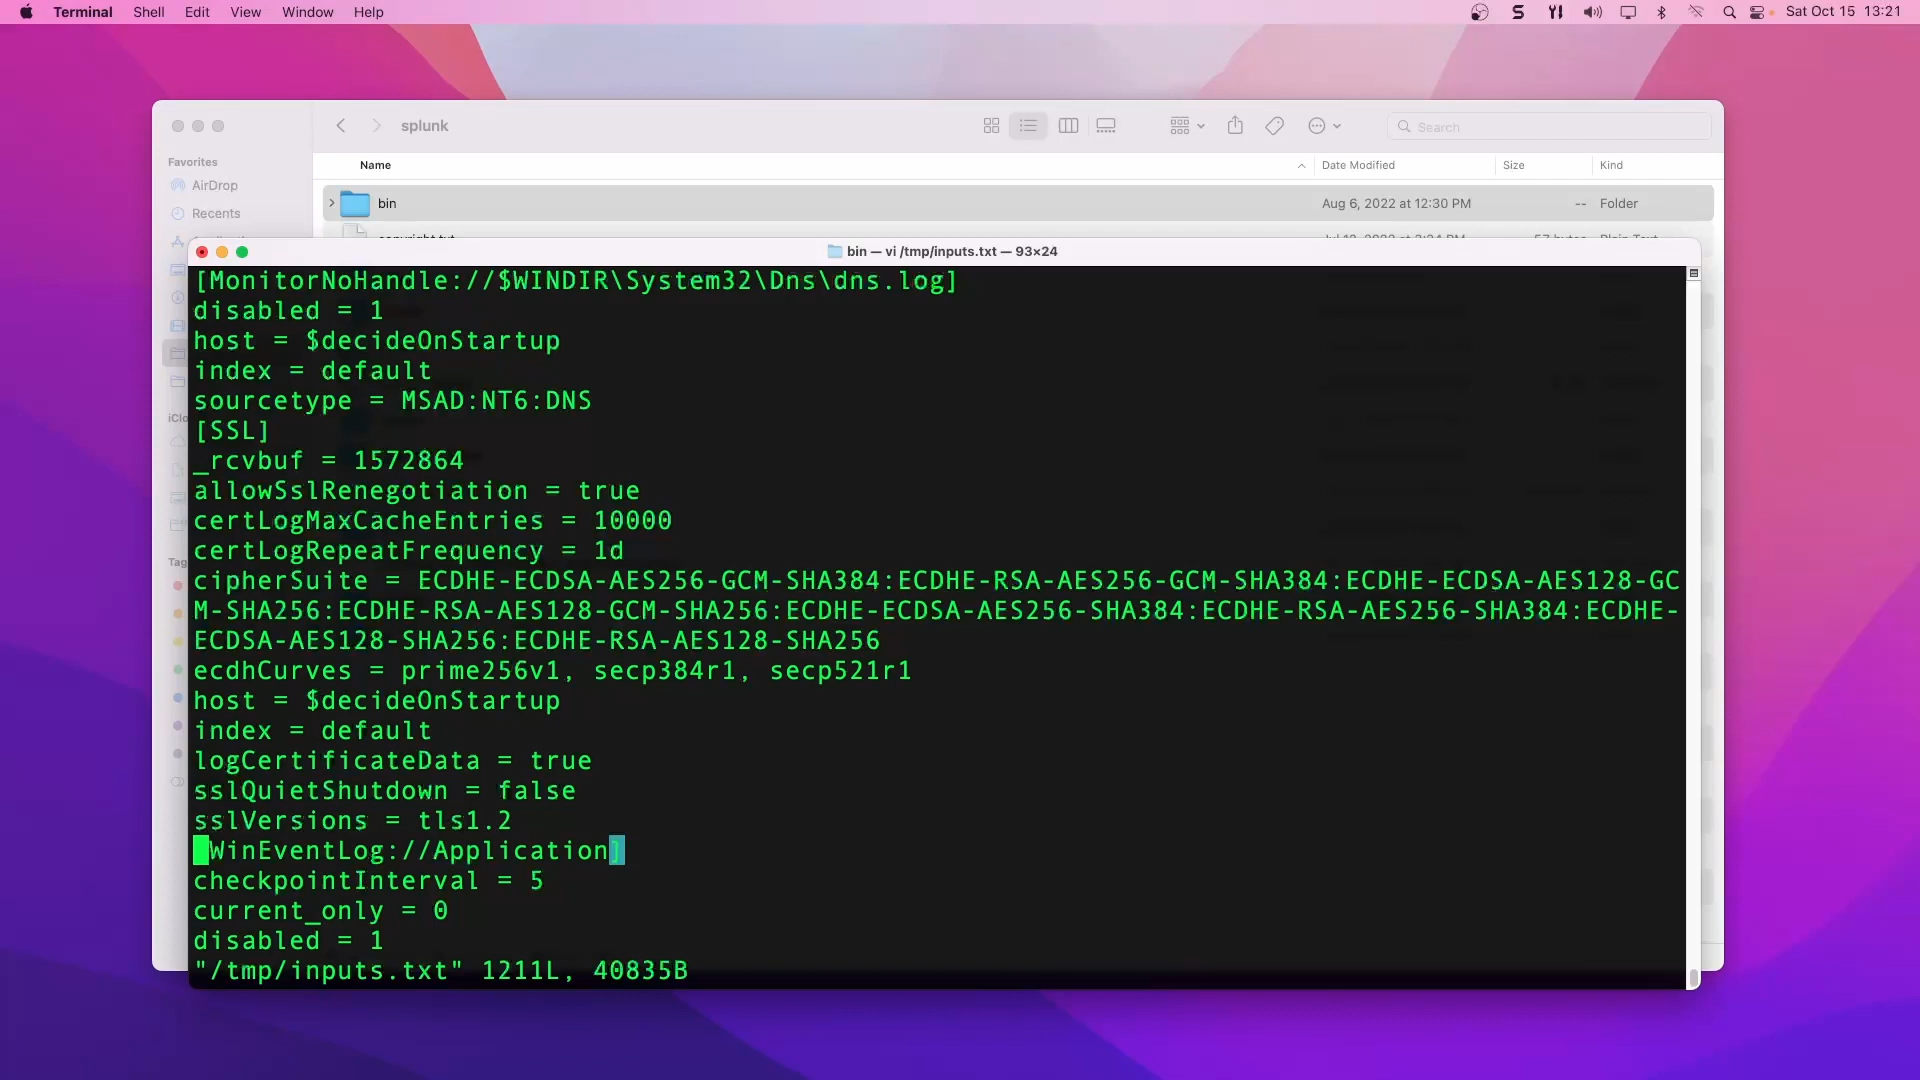 Terminal Shell Edit View Window Help
Sat Oct 15 13:21
splunk
Search
Favorites
AirDrop
Recents
Name Date Modified Size Kind
bin Aug 6, 2022 at 12:30 PM -- Folder
bin — vi /tmp/inputs.txt — 93×24
[MonitorNoHandle://$WINDIR\System32\Dns\dns.log]
disabled = 1
host = $decideOnStartup
index = default
sourcetype = MSAD:NT6:DNS
[SSL]
_rcvbuf = 1572864
allowSslRenegotiation = true
certLogMaxCacheEntries = 10000
certLogRepeatFrequency = 1d
cipherSuite = ECDHE-ECDSA-AES256-GCM-SHA384:ECDHE-RSA-AES256-GCM-SHA384:ECDHE-ECDSA-AES128-GC
M-SHA256:ECDHE-RSA-AES128-GCM-SHA256:ECDHE-ECDSA-AES256-SHA384:ECDHE-RSA-AES256-SHA384:ECDHE-
ECDSA-AES128-SHA256:ECDHE-RSA-AES128-SHA256
ecdhCurves = prime256v1, secp384r1, secp521r1
host = $decideOnStartup
index = default
logCertificateData = true
sslQuietShutdown = false
sslVersions = tls1.2
WinEventLog://Application]
checkpointInterval = 5
current_only = 0
disabled = 1
"/tmp/inputs.txt" 1211L, 40835B
iClo
Tag